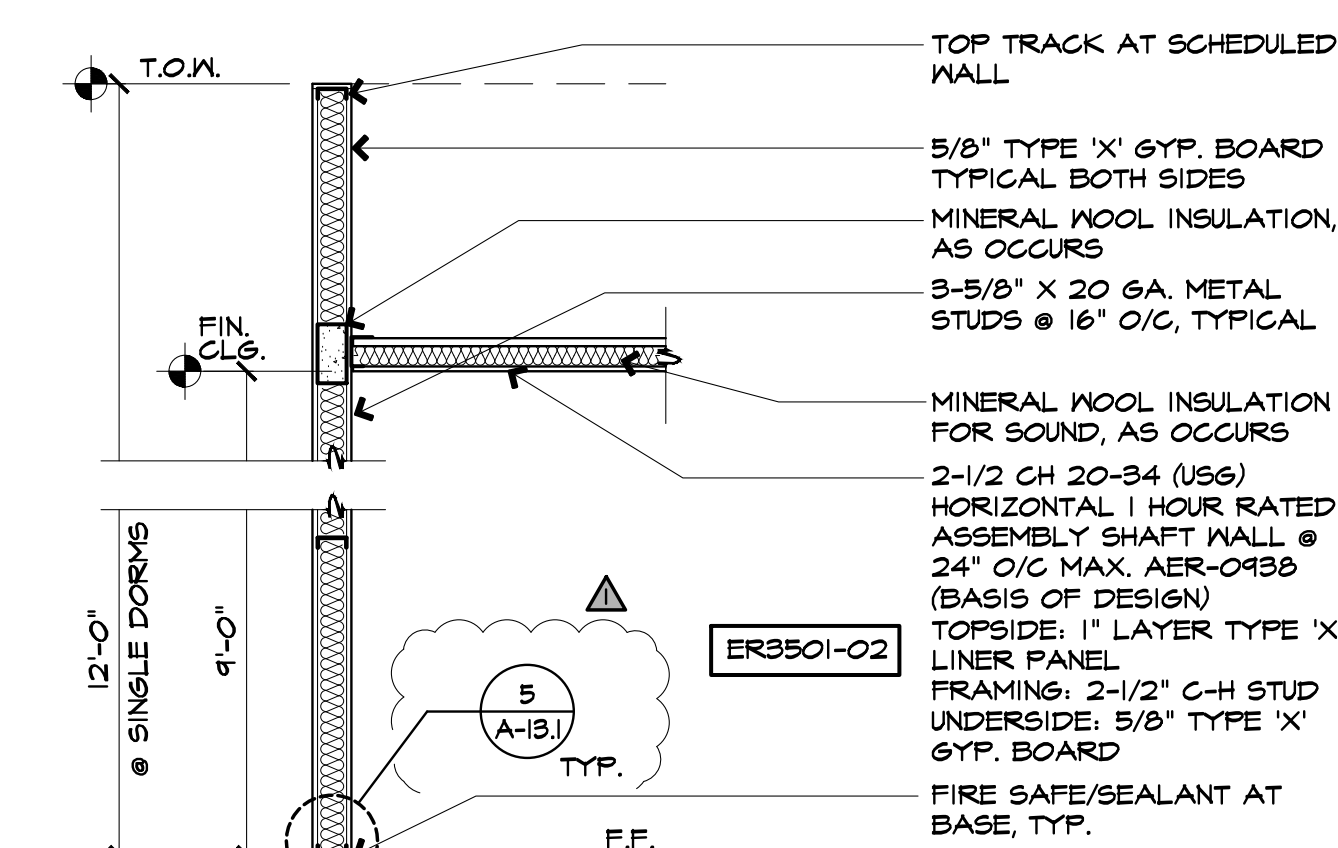 T.O.W.
TOP TRACK AT SCHEDULED
WALL
5/8" TYPE 'X' GYP. BOARD
TYPICAL BOTH SIDES
MINERAL WOOL INSULATION,
AS OCCURS
3-5/8" X 20 GA. METAL
STUDS @ 16" O/C, TYPICAL
FIN.
CLG.
MINERAL WOOL INSULATION
FOR SOUND, AS OCCURS
2-1/2 CH 20-34 (USG)
HORIZONTAL 1 HOUR RATED
ASSEMBLY SHAFT WALL @
24" O/C MAX. AER-0938
(BASIS OF DESIGN)
TOPSIDE: 1" LAYER TYPE 'X
LINER PANEL
FRAMING: 2-1/2" C-H STUD
UNDERSIDE: 5/8" TYPE 'X'
GYP. BOARD
12'-0"
@ SINGLE DORMS
9'-0"
1
ER3501-02
5
A-13.1
TYP.
FIRE SAFE/SEALANT AT
BASE, TYP.
F.F.